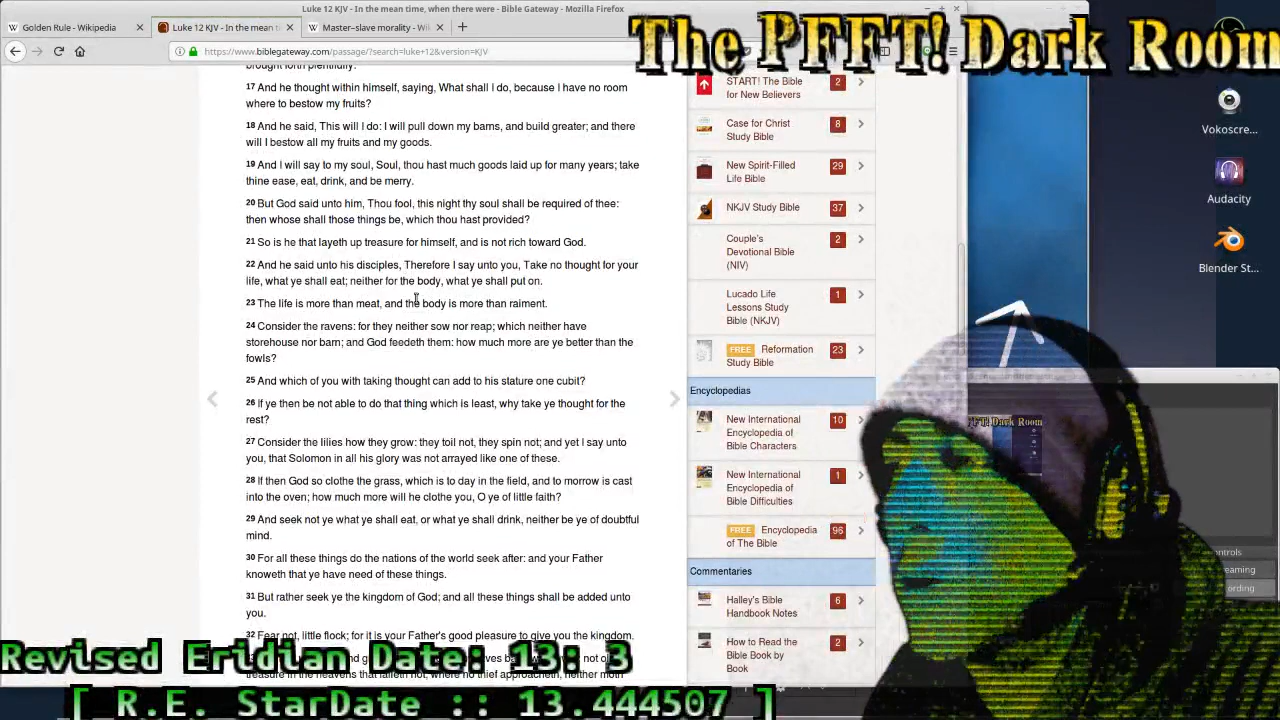 Luke 12 KJV - In the mean time, when there were - Bible Gateway - Mozilla Firefox
The PFFT! Dark Room
Golden Rule - Wikipedia
Luke 12 KJV - In the mean t
Master–slave morality - Wi
https://www.biblegateway.com/passage/?search=luke+12&version=KJV
brought forth plentifully:
17 And he thought within himself, saying, What shall I do, because I have no room
where to bestow my fruits?
18 And he said, This will I do: I will pull down my barns, and build greater; and there
will I bestow all my fruits and my goods.
19 And I will say to my soul, Soul, thou hast much goods laid up for many years; take
thine ease, eat, drink, and be merry.
20 But God said unto him, Thou fool, this night thy soul shall be required of thee:
then whose shall those things be, which thou hast provided?
21 So is he that layeth up treasure for himself, and is not rich toward God.
22 And he said unto his disciples, Therefore I say unto you, Take no thought for your
life, what ye shall eat; neither for the body, what ye shall put on.
23 The life is more than meat, and the body is more than raiment.
24 Consider the ravens: for they neither sow nor reap; which neither have
storehouse nor barn; and God feedeth them: how much more are ye better than the
fowls?
25 And which of you with taking thought can add to his stature one cubit?
26 If ye then be not able to do that thing which is least, why take ye thought for the
rest?
27 Consider the lilies how they grow: they toil not, they spin not; and yet I say unto
you, that Solomon in all his glory was not arrayed like one of these.
28 If then God so clothe the grass, which is to day in the field, and to morrow is cast
into the oven; how much more will he clothe you, O ye of little faith?
29 And seek not ye what ye shall eat, or what ye shall drink, neither be ye of doubtful
mind.
30 For all these things do the nations of the world seek after: and your Father
knoweth that ye have need of these things.
31 But rather seek ye the kingdom of God; and all these things shall be added unto
32 Fear not, little flock; for it is your Father's good pleasure to give you the kingdom.
START! The Bible
for New Believers
2
Case for Christ
Study Bible
8
New Spirit-Filled
Life Bible
29
NKJV Study Bible
37
Couple's
Devotional Bible
(NIV)
2
Lucado Life
Lessons Study
Bible (NKJV)
1
FREE Reformation
Study Bible
23
Encyclopedias
New International
Encyclopedia of
Bible Characters
10
New International
Encyclopedia of
Bible Difficulties
1
FREE Encyclopedia
of The Bible
96
Commentaries
Halley's Bible
Handbook Notes
6
How to Read the
Bible Book by
Book
2
Vokoscre...
Audacity
Blender St...
PFFT! Dark Room
ontrols
eaming
ording